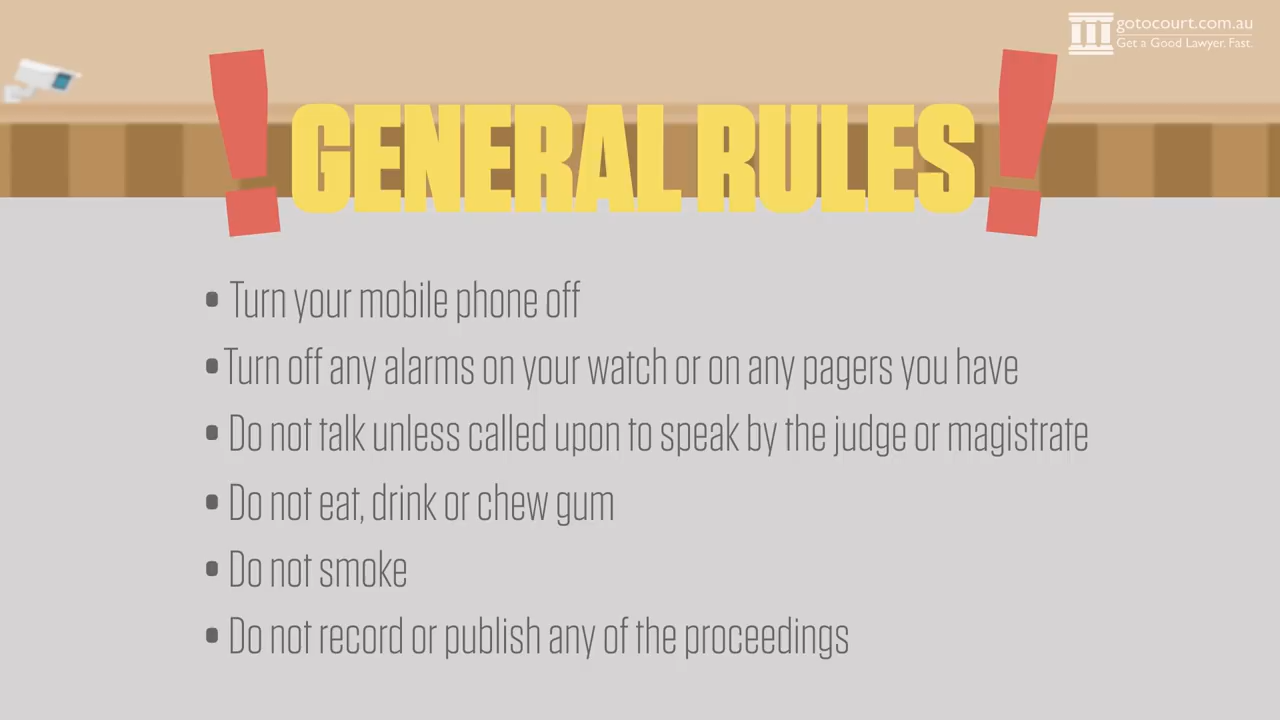 gotocourt.com.au
Get a Good Lawyer. Fast.
! GENERAL RULES !
• Turn your mobile phone off
• Turn off any alarms on your watch or on any pagers you have
• Do not talk unless called upon to speak by the judge or magistrate
• Do not eat, drink or chew gum
• Do not smoke
• Do not record or publish any of the proceedings